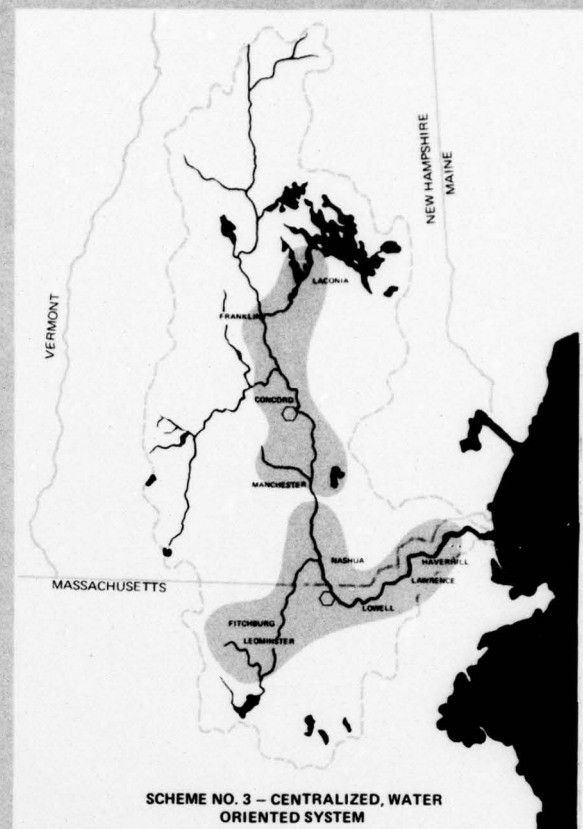 NEW HAMPSHIRE
MAINE
VERMONT
LACONIA
FRANKLIN
CONCORD
MANCHESTER
NASHUA
HAVERHILL
MASSACHUSETTS
LAWRENCE
LOWELL
FITCHBURG
LEOMINSTER
SCHEME NO. 3 – CENTRALIZED, WATER
ORIENTED SYSTEM